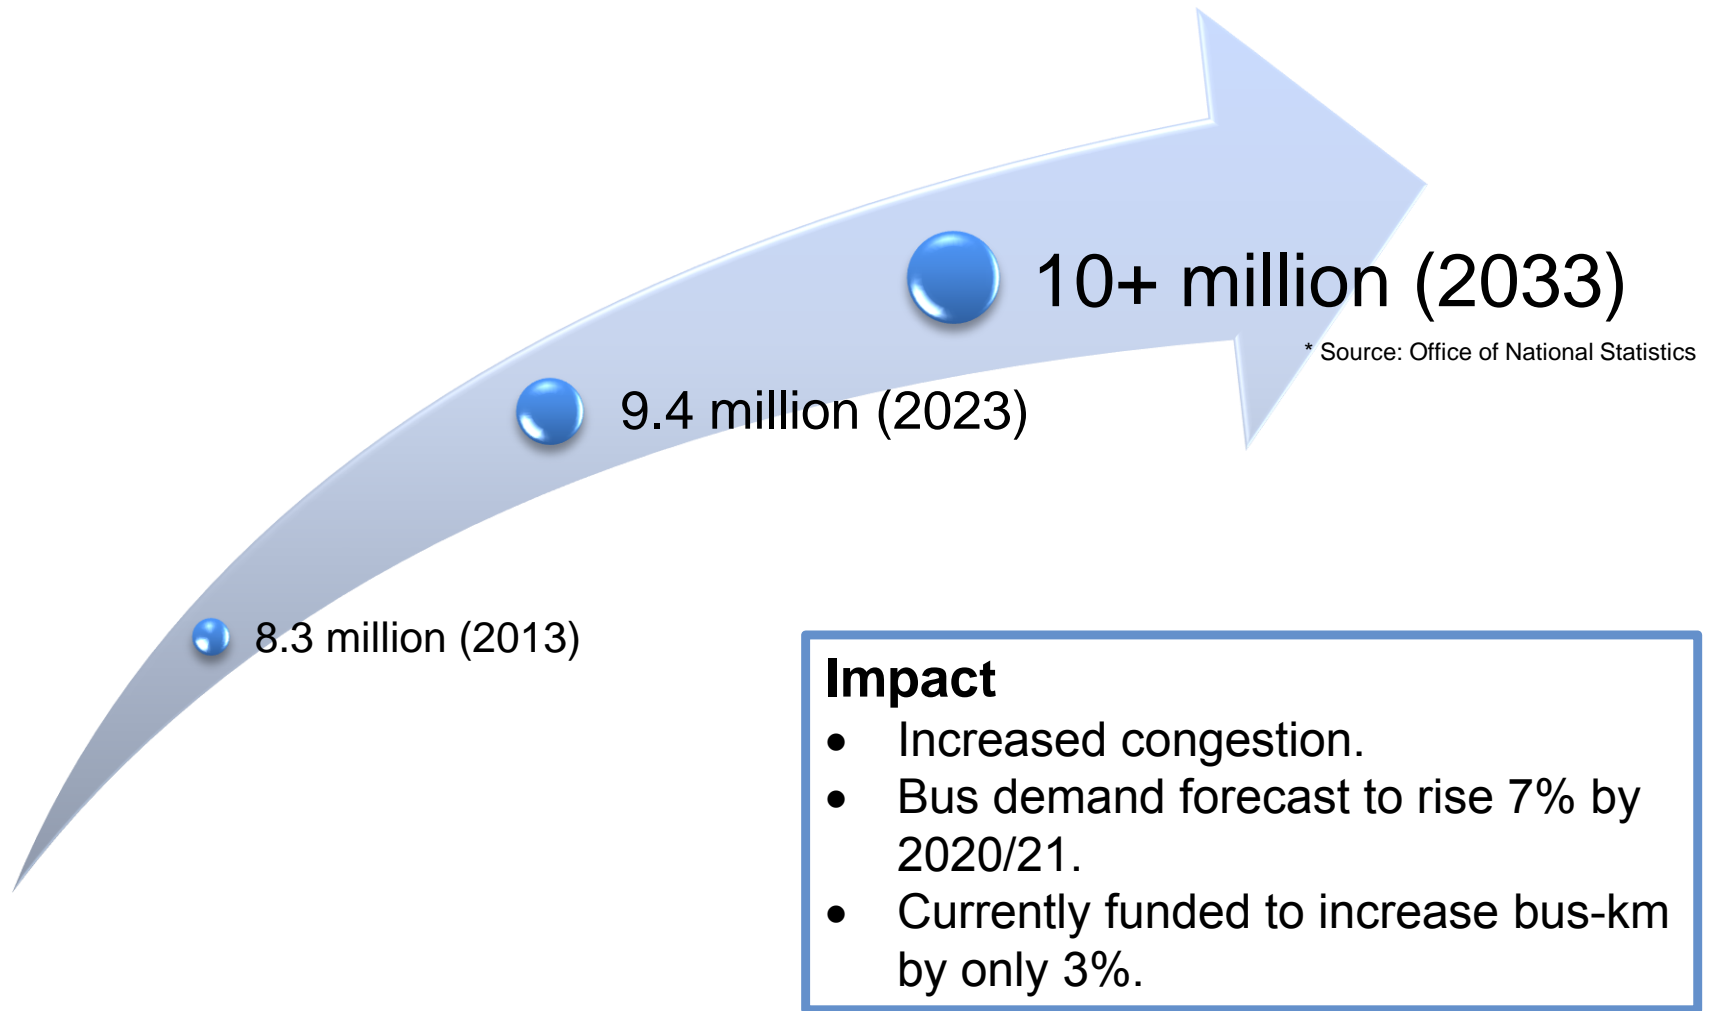 10+ million (2033)
* Source: Office of National Statistics
9.4 million (2023)
8.3 million (2013)
Impact
• Increased congestion.
• Bus demand forecast to rise 7% by
2020/21.
• Currently funded to increase bus-km
by only 3%.